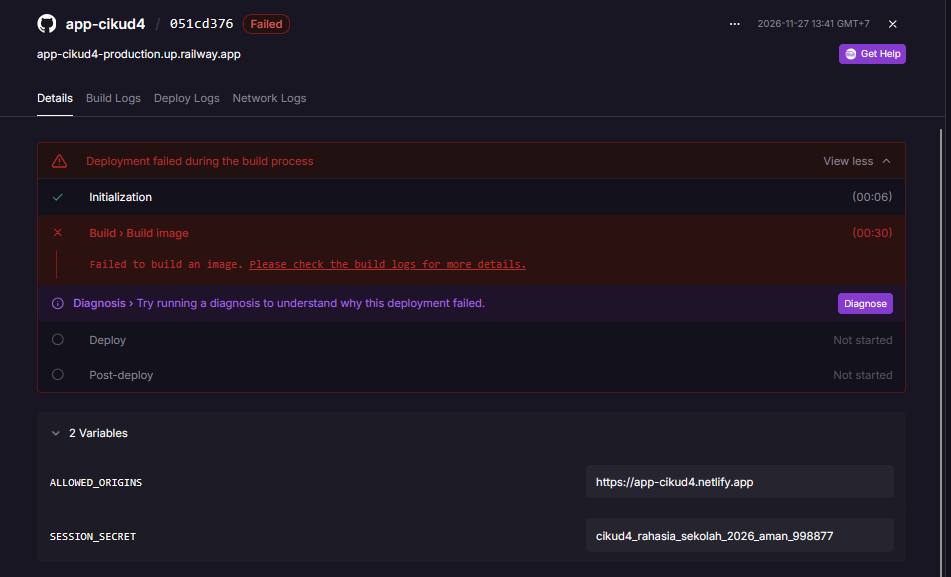 app-cikud4 / 051cd376 Failed ... 2026-11-27 13:41 GMT+7
app-cikud4-production.up.railway.app Get Help
Details Build Logs Deploy Logs Network Logs
Deployment failed during the build process View less
Initialization (00:06)
Build › Build image (00:30)
Failed to build an image. Please check the build logs for more details.
Diagnosis › Try running a diagnosis to understand why this deployment failed. Diagnose
Deploy Not started
Post-deploy Not started
2 Variables
ALLOWED_ORIGINS https://app-cikud4.netlify.app
SESSION_SECRET cikud4_rahasia_sekolah_2026_aman_998877